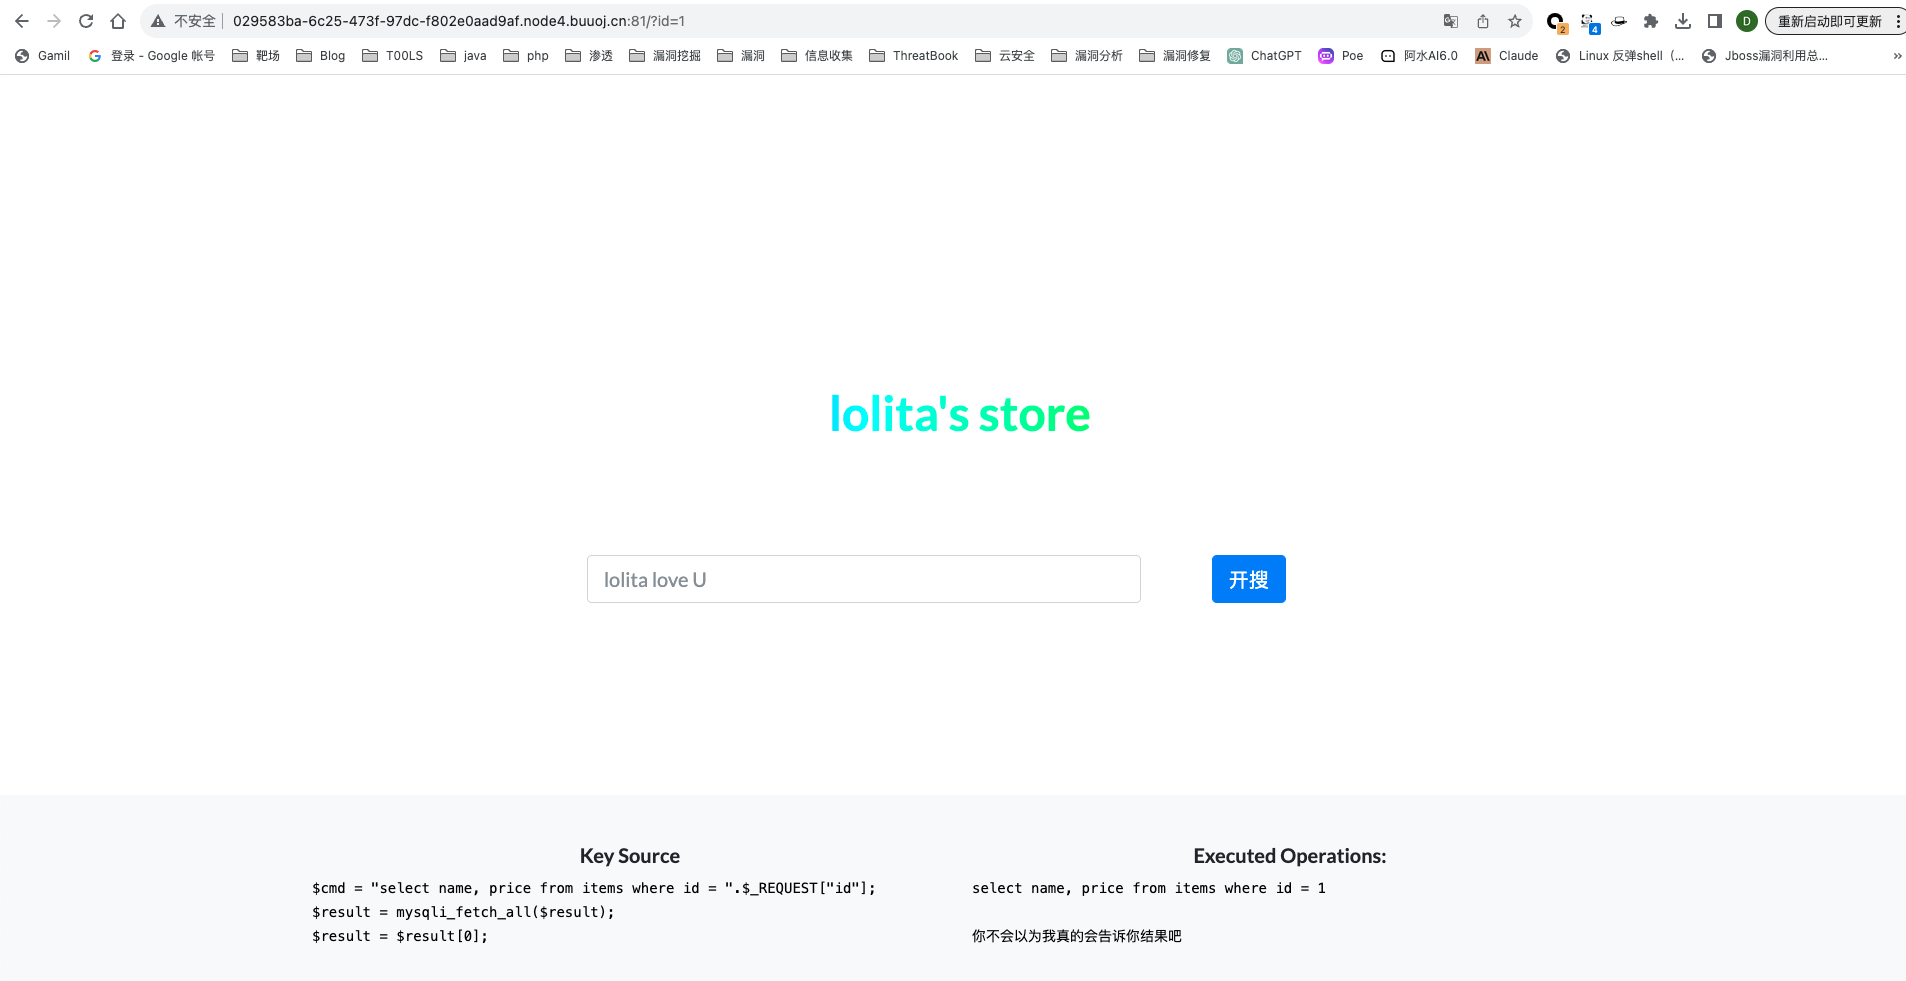 不安全 029583ba-6c25-473f-97dc-f802e0aad9af.node4.buuoj.cn:81/?id=1 2 4 D 重新启动即可更新
Gamil 登录 - Google 帐号 靶场 Blog T00LS java php 渗透 漏洞挖掘 漏洞 信息收集 ThreatBook 云安全 漏洞分析 漏洞修复 ChatGPT Poe 阿水AI6.0 Claude Linux 反弹shell（... Jboss漏洞利用总... »
lolita's store
lolita love U 开搜
Key Source
$cmd = "select name, price from items where id = ".$_REQUEST["id"];
$result = mysqli_fetch_all($result);
$result = $result[0];
Executed Operations:
select name, price from items where id = 1
你不会以为我真的会告诉你结果吧